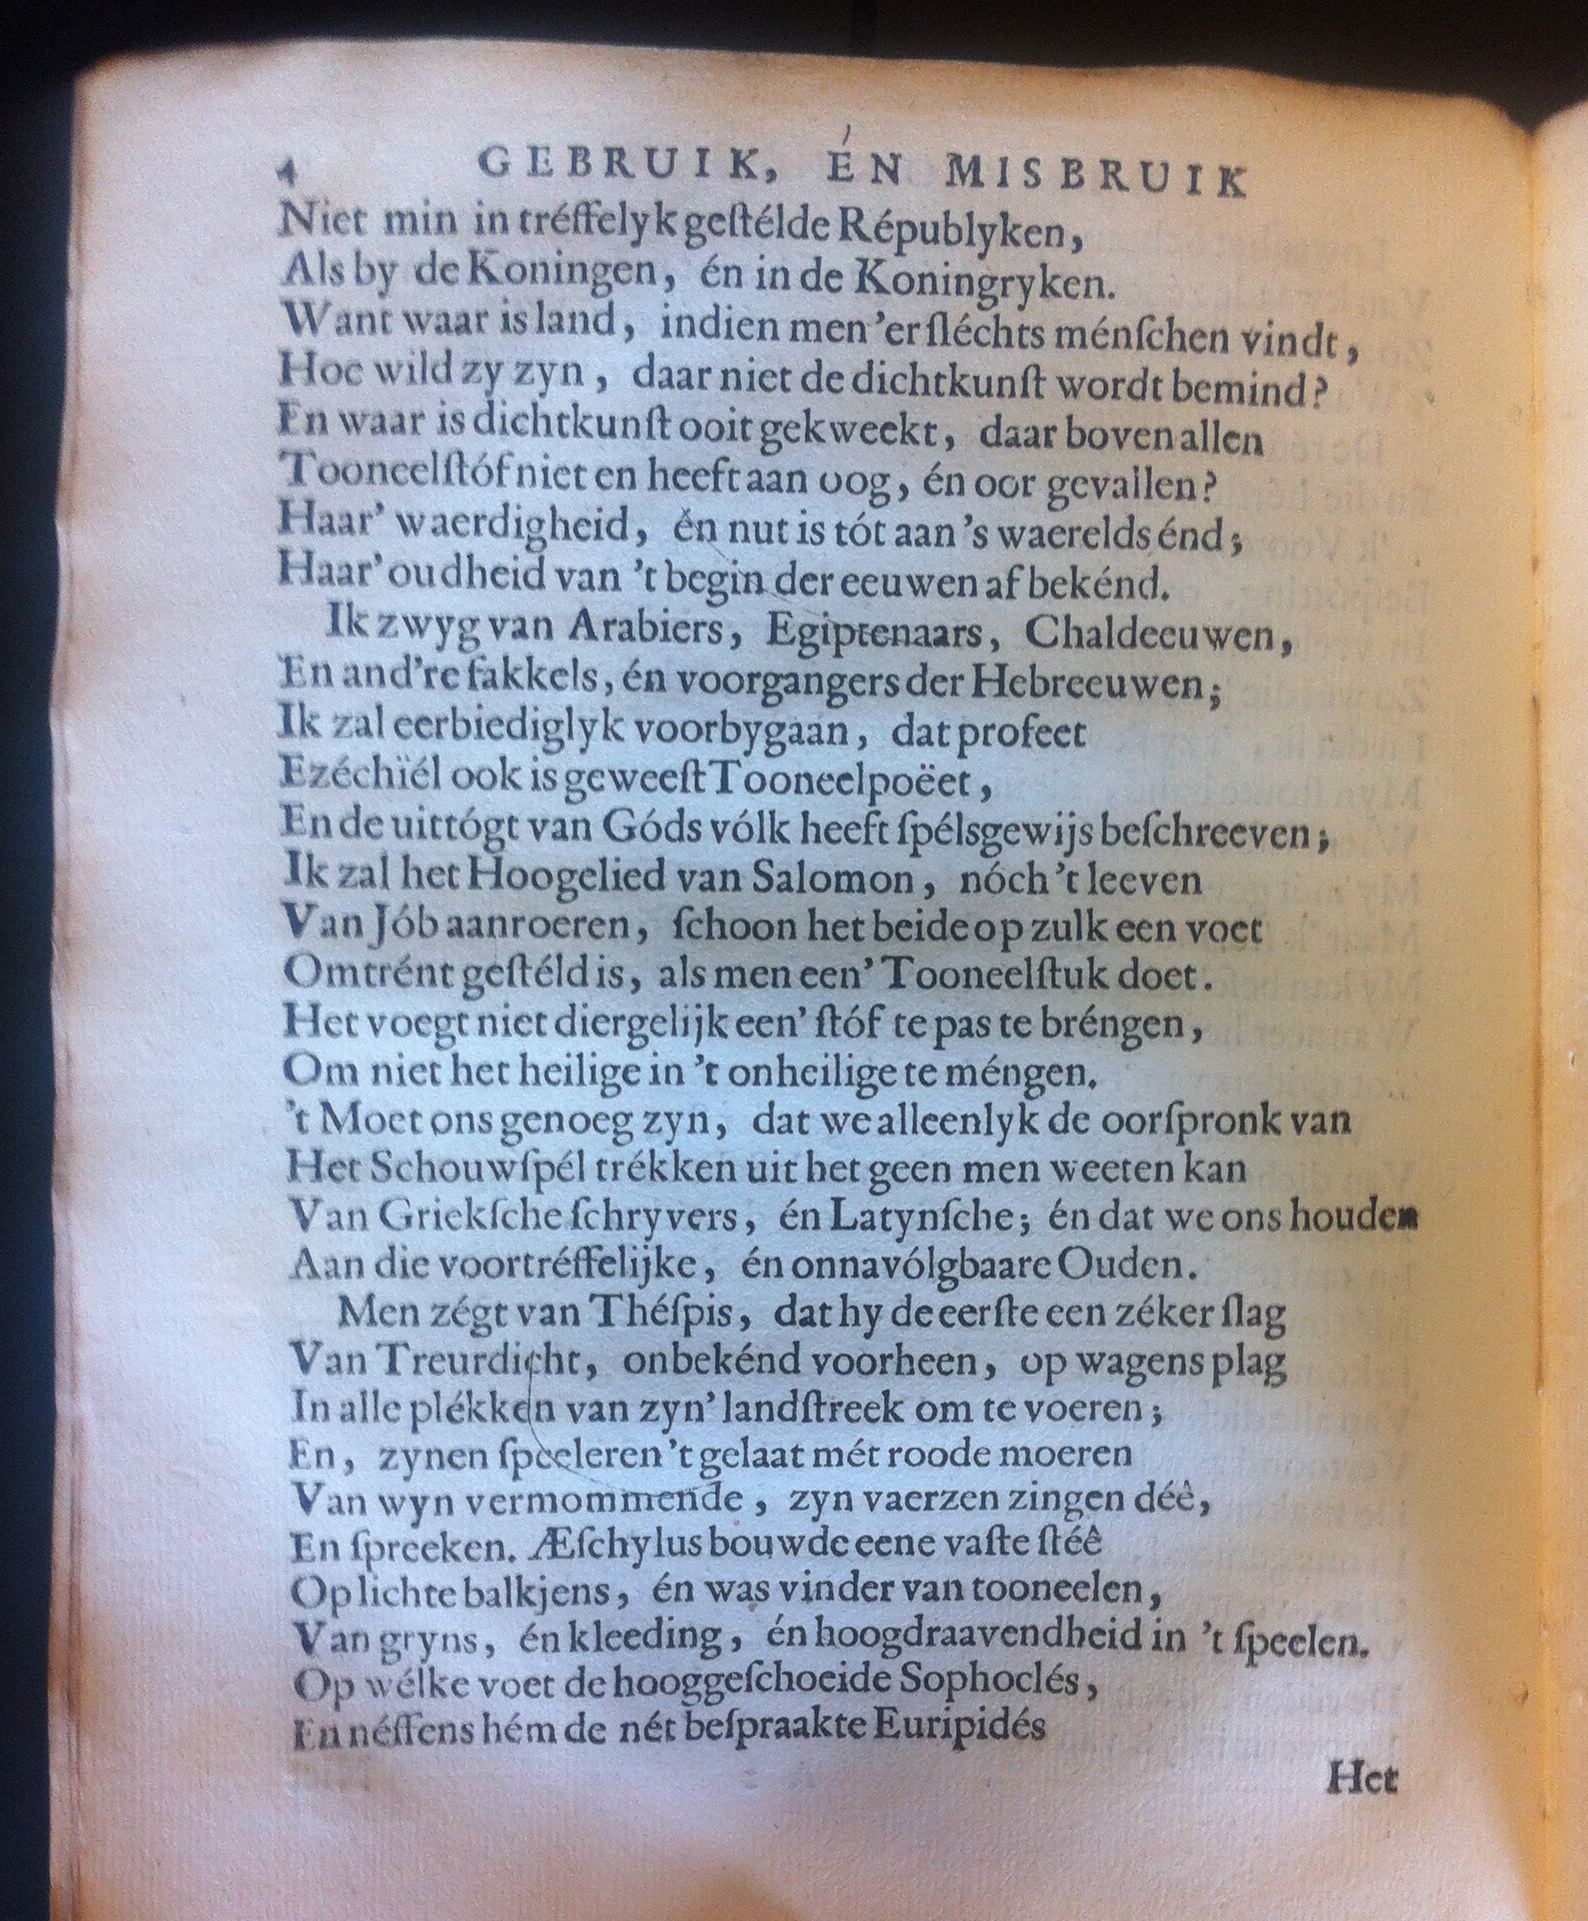 4 GEBRUIK, ÉN MISBRUIK
Niet min in tréffelyk geſtélde Républyken,
Als by de Koningen, én in de Koningryken.
Want waar is land, indien men 'er ſléchts ménſchen vindt,
Hoe wild zy zyn, daar niet de dichtkunſt wordt bemind?
En waar is dichtkunſt ooit gekweekt, daar boven allen
Tooneelſtóf niet en heeft aan oog, én oor gevallen?
Haar' waerdigheid, én nut is tót aan 's waerelds énd;
Haar' oudheid van 't begin der eeuwen af bekénd.
Ik zwyg van Arabiers, Egiptenaars, Chaldeeuwen,
En and're fakkels, én voorgangers der Hebreeuwen;
Ik zal eerbiediglyk voorbygaan, dat profeet
Ezéchïél ook is geweeſt Tooneelpoëet,
En de uittógt van Góds vólk heeft ſpélsgewijs beſchreeven;
Ik zal het Hoogelied van Salomon, nóch 't leeven
Van Jób aanroeren, ſchoon het beide op zulk een voet
Omtrént geſtéld is, als men een' Tooneelſtuk doet.
Het voegt niet diergelijk een' ſtóf te pas te bréngen,
Om niet het heilige in 't onheilige te méngen.
't Moet ons genoeg zyn, dat we alleenlyk de oorſpronk van
Het Schouwſpél trékken uit het geen men weeten kan
Van Griekſche ſchryvers, én Latynſche; én dat we ons houden
Aan die voortréffelijke, én onnavólgbaare Ouden.
Men zégt van Théſpis, dat hy de eerſte een zéker ſlag
Van Treurdicht, onbekénd voorheen, op wagens plag
In alle plékken van zyn' landſtreek om te voeren;
En, zynen ſpeeleren 't gelaat mét roode moeren
Van wyn vermommende, zyn vaerzen zingen déê,
En ſpreeken. Æſchylus bouwde eene vaſte ſtéê
Op lichte balkjens, én was vinder van tooneelen,
Van gryns, én kleeding, én hoogdraavendheid in 't ſpeelen.
Op wélke voet de hooggeſchoeide Sophoclés,
En néffens hém de nét beſpraakte Euripidés
Het